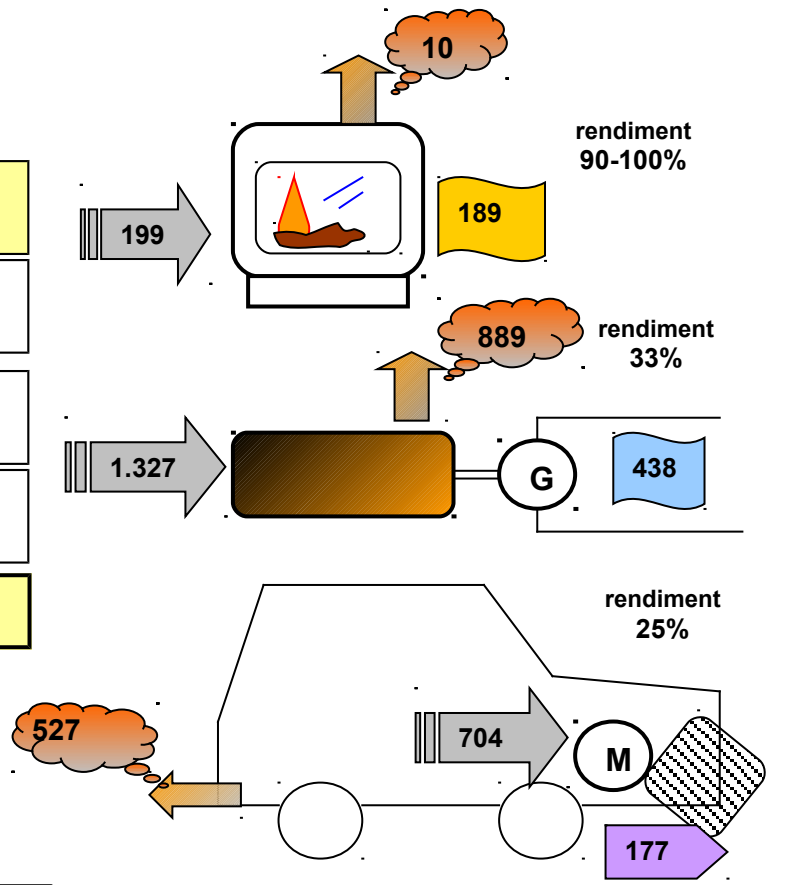 10
rendiment
90-100%
199
189
889
rendiment
33%
1.327
G
438
rendiment
25%
527
704
M
177